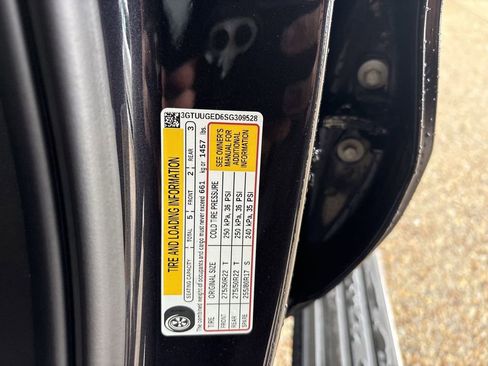 3GTUUGED6SG309528
TIRE AND LOADING INFORMATION
SEATING CAPACITY TOTAL 5 FRONT 2 REAR 3
The combined weight of occupants and cargo must never exceed 661 kg or 1457 lbs.
TIRE ORIGINAL SIZE COLD TIRE PRESSURE
FRONT 275/50R22 T 250 kPa, 36 PSI
REAR 275/50R22 T 250 kPa, 36 PSI
SPARE 255/80R17 S 240 kPa, 35 PSI
SEE OWNER'S
MANUAL FOR
ADDITIONAL
INFORMATION